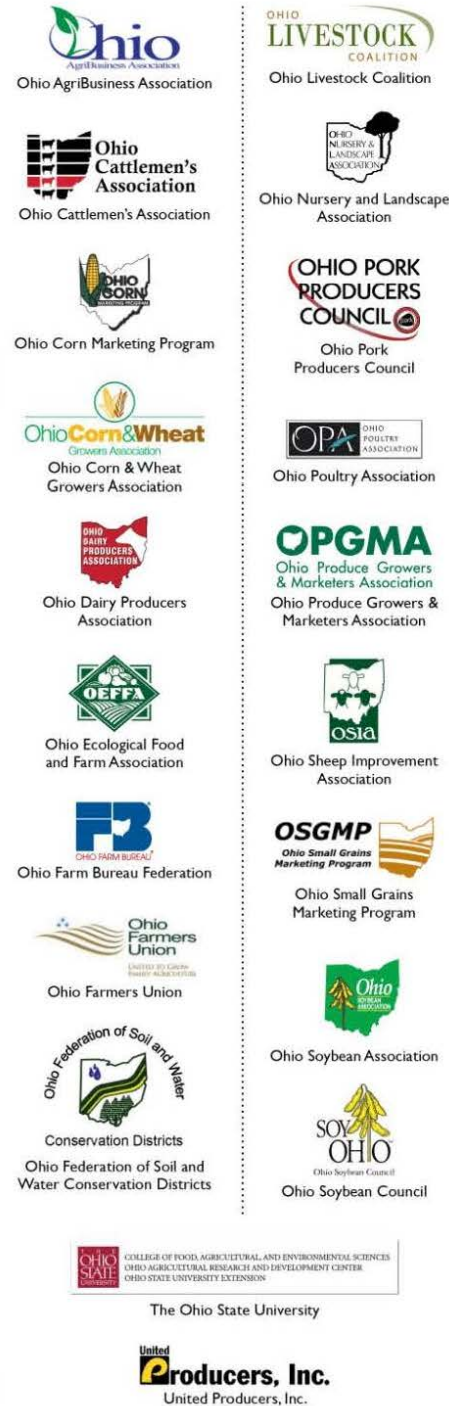 Ohio
AgriBusiness Association
Ohio AgriBusiness Association
Ohio
Cattlemen's
Association
Ohio Cattlemen's Association
OHIO
CORN
MARKETING PROGRAM
Ohio Corn Marketing Program
OhioCorn&Wheat
Growers Association
Ohio Corn & Wheat
Growers Association
OHIO
DAIRY
PRODUCERS
ASSOCIATION
Ohio Dairy Producers
Association
OEFFA
Ohio Ecological Food
and Farm Association
FB
OHIO FARM BUREAU
Ohio Farm Bureau Federation
Ohio
Farmers
Union
UNITED TO GROW
FAMILY AGRICULTURE
Ohio Farmers Union
Ohio Federation of Soil and Water
Conservation Districts
Ohio Federation of Soil and
Water Conservation Districts
OHIO
LIVESTOCK
COALITION
Ohio Livestock Coalition
OHIO
NURSERY &
LANDSCAPE
ASSOCIATION
Ohio Nursery and Landscape
Association
OHIO PORK
PRODUCERS
COUNCIL
Ohio Pork
Producers Council
OPA
OHIO
POULTRY
ASSOCIATION
Ohio Poultry Association
OPGMA
Ohio Produce Growers
& Marketers Association
Ohio Produce Growers &
Marketers Association
OSIA
Ohio Sheep Improvement
Association
OSGMP
Ohio Small Grains
Marketing Program
Ohio Small Grains
Marketing Program
Ohio
SOYBEAN
ASSOCIATION
Ohio Soybean Association
SOY
OHIO
Ohio Soybean Council
Ohio Soybean Council
THE
OHIO
STATE
UNIVERSITY
COLLEGE OF FOOD, AGRICULTURAL, AND ENVIRONMENTAL SCIENCES
OHIO AGRICULTURAL RESEARCH AND DEVELOPMENT CENTER
OHIO STATE UNIVERSITY EXTENSION
The Ohio State University
United
Producers, Inc.
United Producers, Inc.